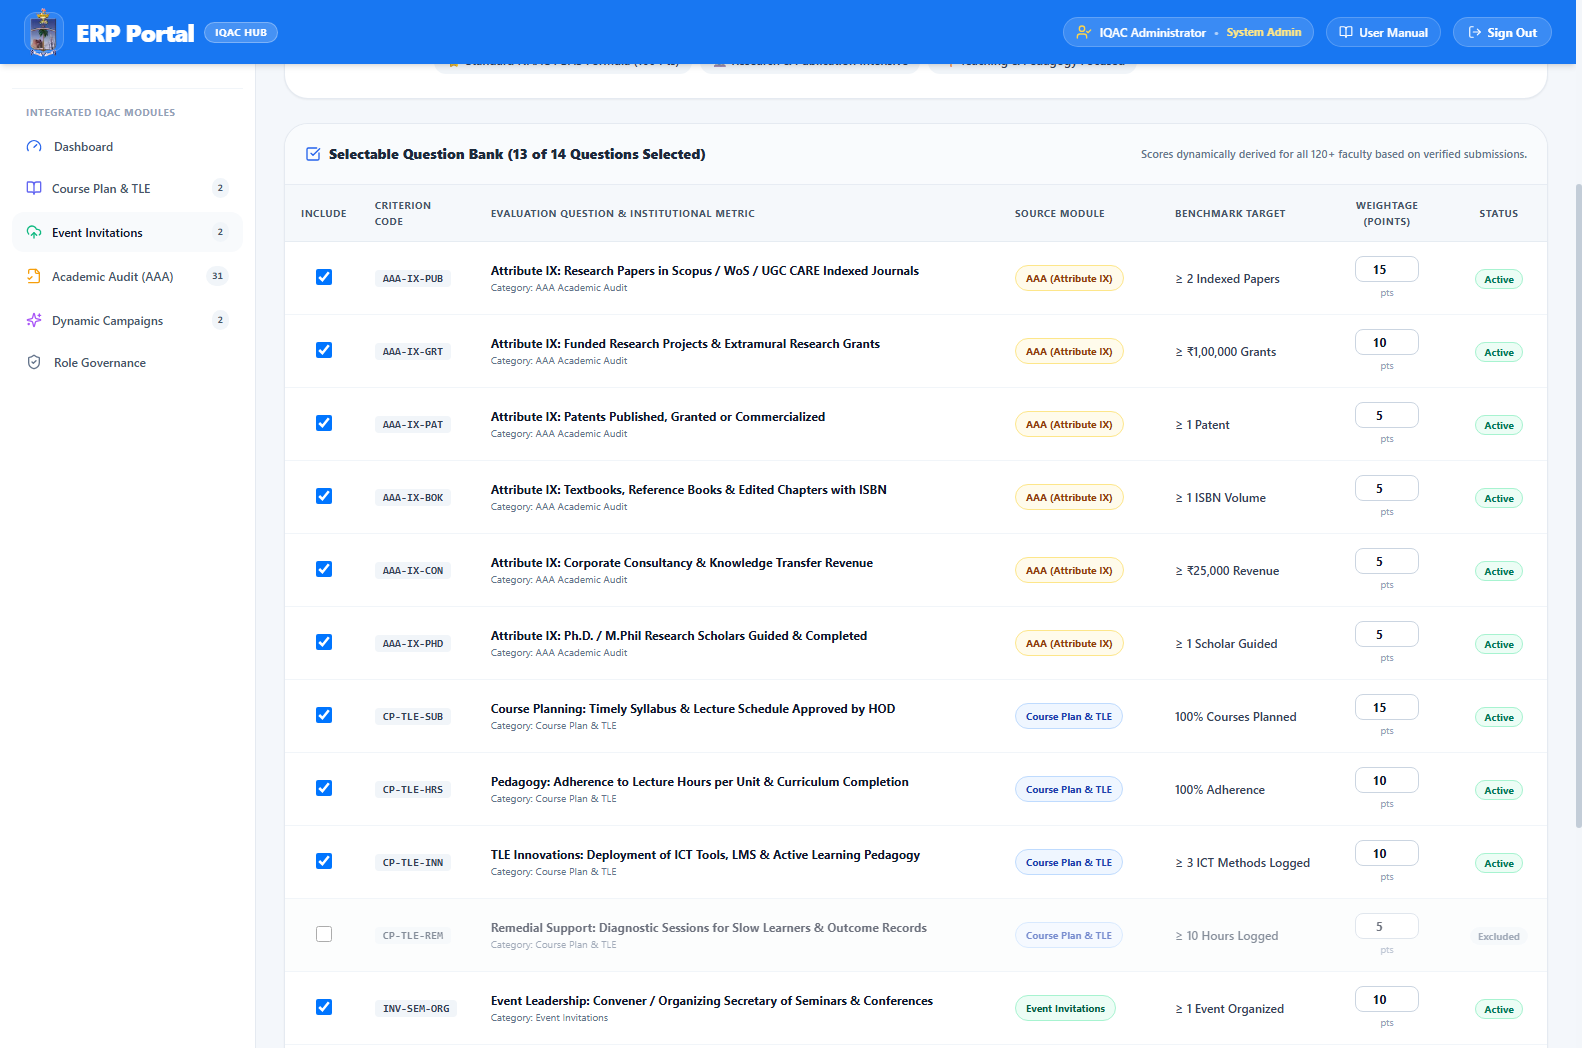 ERP Portal IQAC HUB
IQAC Administrator • System Admin
User Manual
Sign Out
INTEGRATED IQAC MODULES
Dashboard
Course Plan & TLE 2
Event Invitations 2
Academic Audit (AAA) 31
Dynamic Campaigns 2
Role Governance
Selectable Question Bank (13 of 14 Questions Selected)
Scores dynamically derived for all 120+ faculty based on verified submissions.
INCLUDE
CRITERION CODE
EVALUATION QUESTION & INSTITUTIONAL METRIC
SOURCE MODULE
BENCHMARK TARGET
WEIGHTAGE (POINTS)
STATUS
AAA-IX-PUB
Attribute IX: Research Papers in Scopus / WoS / UGC CARE Indexed Journals
Category: AAA Academic Audit
AAA (Attribute IX)
≥ 2 Indexed Papers
15
pts
Active
AAA-IX-GRT
Attribute IX: Funded Research Projects & Extramural Research Grants
Category: AAA Academic Audit
AAA (Attribute IX)
≥ ₹1,00,000 Grants
10
pts
Active
AAA-IX-PAT
Attribute IX: Patents Published, Granted or Commercialized
Category: AAA Academic Audit
AAA (Attribute IX)
≥ 1 Patent
5
pts
Active
AAA-IX-BOK
Attribute IX: Textbooks, Reference Books & Edited Chapters with ISBN
Category: AAA Academic Audit
AAA (Attribute IX)
≥ 1 ISBN Volume
5
pts
Active
AAA-IX-CON
Attribute IX: Corporate Consultancy & Knowledge Transfer Revenue
Category: AAA Academic Audit
AAA (Attribute IX)
≥ ₹25,000 Revenue
5
pts
Active
AAA-IX-PHD
Attribute IX: Ph.D. / M.Phil Research Scholars Guided & Completed
Category: AAA Academic Audit
AAA (Attribute IX)
≥ 1 Scholar Guided
5
pts
Active
CP-TLE-SUB
Course Planning: Timely Syllabus & Lecture Schedule Approved by HOD
Category: Course Plan & TLE
Course Plan & TLE
100% Courses Planned
15
pts
Active
CP-TLE-HRS
Pedagogy: Adherence to Lecture Hours per Unit & Curriculum Completion
Category: Course Plan & TLE
Course Plan & TLE
100% Adherence
10
pts
Active
CP-TLE-INN
TLE Innovations: Deployment of ICT Tools, LMS & Active Learning Pedagogy
Category: Course Plan & TLE
Course Plan & TLE
≥ 3 ICT Methods Logged
10
pts
Active
CP-TLE-REM
Remedial Support: Diagnostic Sessions for Slow Learners & Outcome Records
Category: Course Plan & TLE
Course Plan & TLE
≥ 10 Hours Logged
5
pts
Excluded
INV-SEM-ORG
Event Leadership: Convener / Organizing Secretary of Seminars & Conferences
Category: Event Invitations
Event Invitations
≥ 1 Event Organized
10
pts
Active